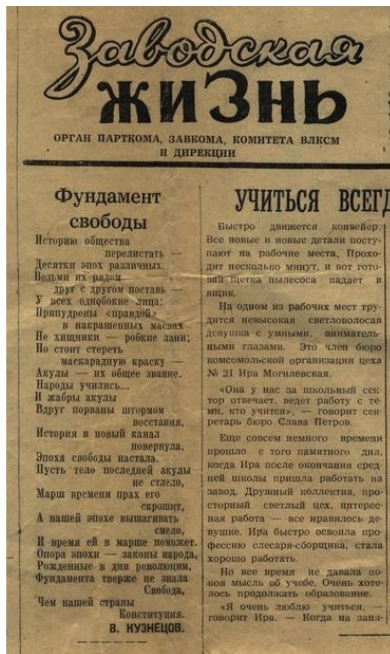 Заводская
жизнь
ОРГАН ПАРТКОМА, ЗАВКОМА, КОМИТЕТА ВЛКСМ
И ДИРЕКЦИИ
Фундамент
свободы
Историю общества
перелистать —
Десятки эпох различных.
Возьми их рядом
друг с другом поставь —
У всех однобокие лица:
Припудрены «правдой»
в накрашенных масках
Не хищники — робкие лани;
Но стоит стереть
маскарадную краску —
Акулы — их общее звание.
Народы учились...
И жабры акулы
Вдруг порваны штормом
восстания,
История в новый канал
повернула.
Эпоха свободы настала.
Пусть тело последней акулы
не стлело,
Марш времени прах его
скрошит,
А нашей эпохе вышагивать
смело,
И время ей в марше поможет.
Опора эпохи — законы народа,
Рожденные в дни революции,
Фундамента тверже не знала
Свобода,
Чем нашей страны
Конституция.
В. КУЗНЕЦОВ.
УЧИТЬСЯ ВСЕГД
Быстро движется конвейер.
Все новые и новые детали посту-
пают на рабочие места. Прохо-
дит несколько минут, и вот гото-
вая щетка пылесоса падает в
ящик.
На одном из рабочих мест тру-
дится невысокая светловолосая
девушка с умными, вниматель-
ными глазами. Это член бюро
комсомольской организации цеха
№ 21 Ира Могилевская.
«Она у нас за школьный сек-
тор отвечает, ведет работу с те-
ми, кто учится», — говорит сек-
ретарь бюро Слава Петров.
Еще совсем немного времени
прошло с того памятного дня,
когда Ира после окончания сред-
ней школы пришла работать на
завод. Дружный коллектив, прос-
торный светлый цех, интерес-
ная работа — все нравилось де-
вушке. Ира быстро освоила про-
фессию слесаря-сборщика, стала
хорошо работать.
Но все время не давала по-
коя мысль об учебе. Очень хоте-
лось продолжать образование.
«Я очень люблю учиться, —
говорит Ира. — Когда на заня-